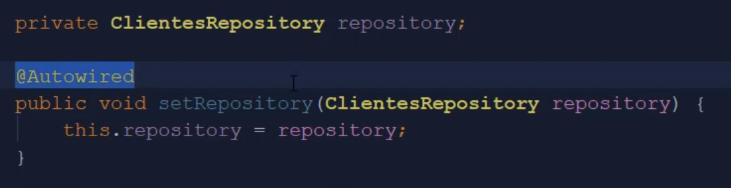 private ClientesRepository repository;
@Autowired
public void setRepository(ClientesRepository repository) {
this.repository = repository;
}